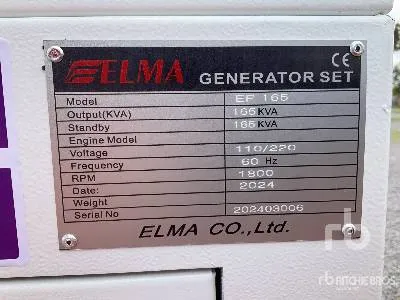 ELMA GENERATOR SET CE
Model EF 165
Output(KVA) 165 KVA
Standby 165 KVA
Engine Model
Voltage 110/220
Frequency 60 Hz
RPM 1800
Date: 2024
Weight
Serial No 202403006
ELMA CO.,Ltd.
rb
RITCHIE BROS